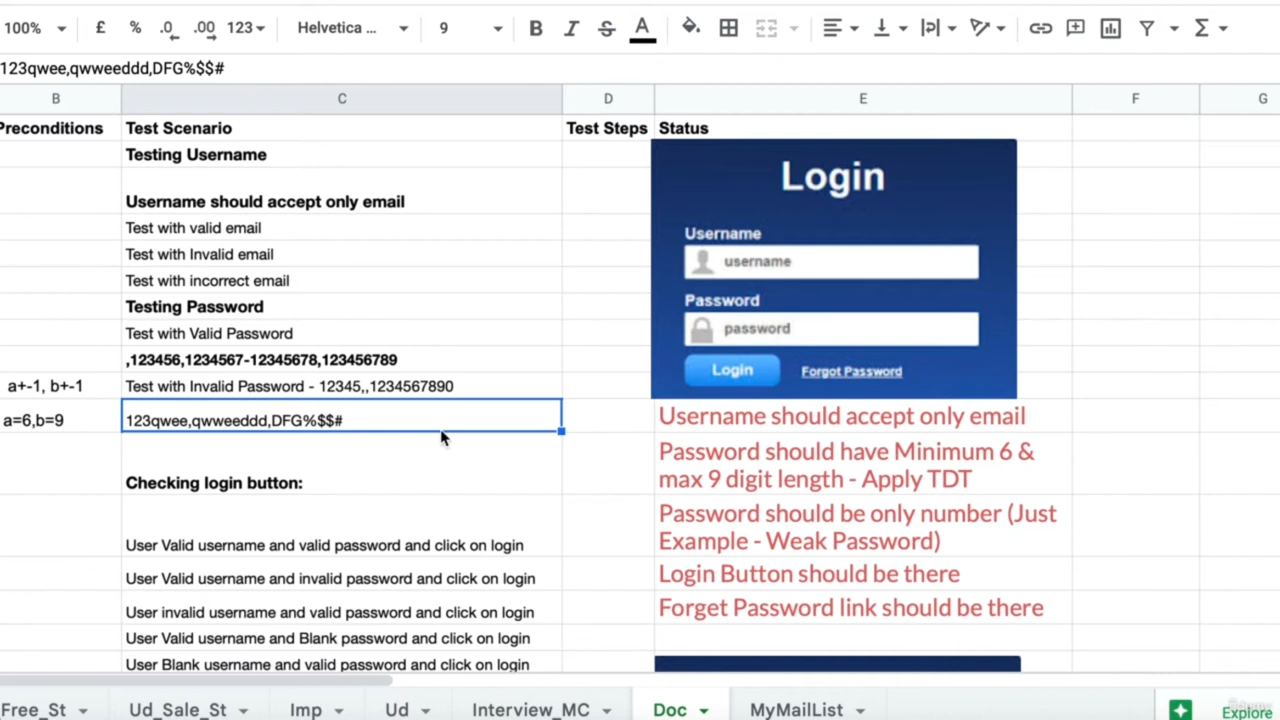 100%
£ % .0 .00 123
Helvetica ...
9
B I S A
123qwee,qwweeddd,DFG%$$#
B C D E F G
Preconditions Test Scenario Test Steps Status
Testing Username
Username should accept only email
Test with valid email
Test with Invalid email
Test with incorrect email
Testing Password
Test with Valid Password
,123456,1234567-12345678,123456789
a+-1, b+-1 Test with Invalid Password - 12345,,1234567890
a=6,b=9 123qwee,qwweeddd,DFG%$$#
Checking login button:
User Valid username and valid password and click on login
User Valid username and invalid password and click on login
User invalid username and valid password and click on login
User Valid username and Blank password and click on login
User Blank username and valid password and click on login
Login
Username
username
Password
password
Login Forgot Password
Username should accept only email
Password should have Minimum 6 &
max 9 digit length - Apply TDT
Password should be only number (Just
Example - Weak Password)
Login Button should be there
Forget Password link should be there
Free_St Ud_Sale_St Imp Ud Interview_MC Doc MyMailList Explore